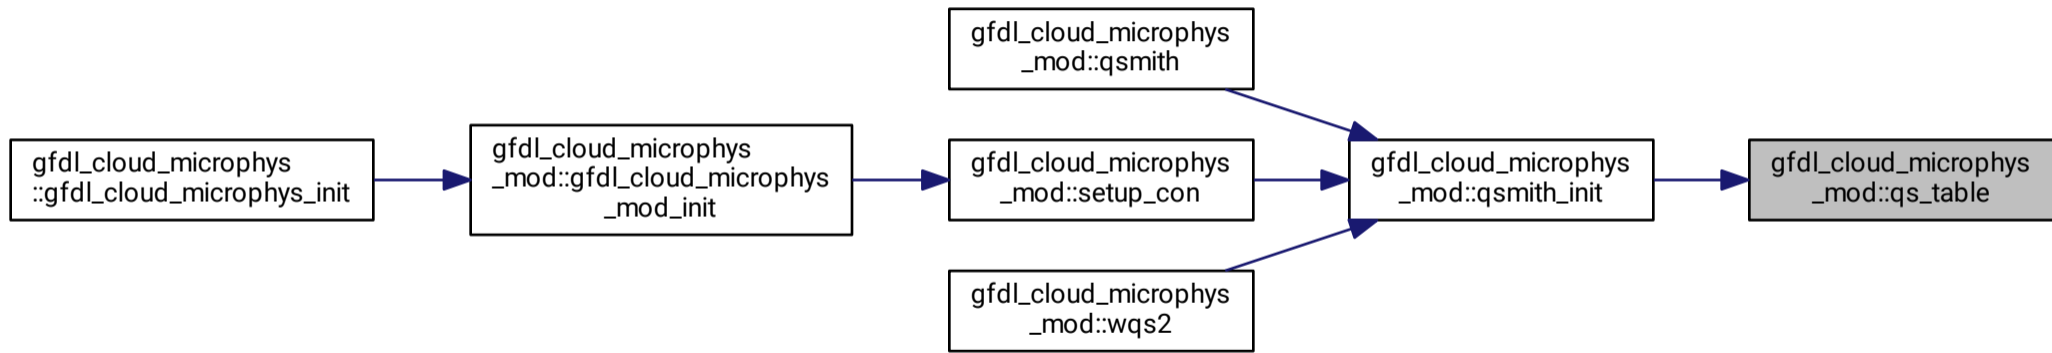 gfdl_cloud_microphys
::gfdl_cloud_microphys_init
gfdl_cloud_microphys
_mod::gfdl_cloud_microphys
_mod_init
gfdl_cloud_microphys
_mod::qsmith
gfdl_cloud_microphys
_mod::setup_con
gfdl_cloud_microphys
_mod::wqs2
gfdl_cloud_microphys
_mod::qsmith_init
gfdl_cloud_microphys
_mod::qs_table